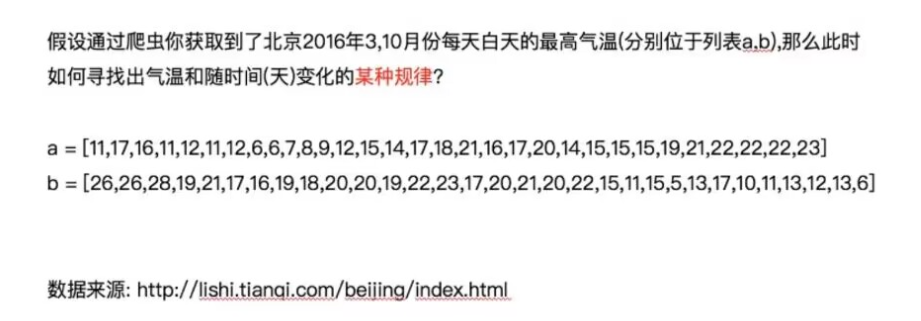 假设通过爬虫你获取到了北京2016年3,10月份每天白天的最高气温(分别位于列表a,b),那么此时
如何寻找出气温和随时间(天)变化的某种规律?
a = [11,17,16,11,12,11,12,6,6,7,8,9,12,15,14,17,18,21,16,17,20,14,15,15,15,19,21,22,22,22,23]
b = [26,26,28,19,21,17,16,19,18,20,20,19,22,23,17,20,21,20,22,15,11,15,5,13,17,10,11,13,12,13,6]
数据来源: http://lishi.tianqi.com/beijing/index.html